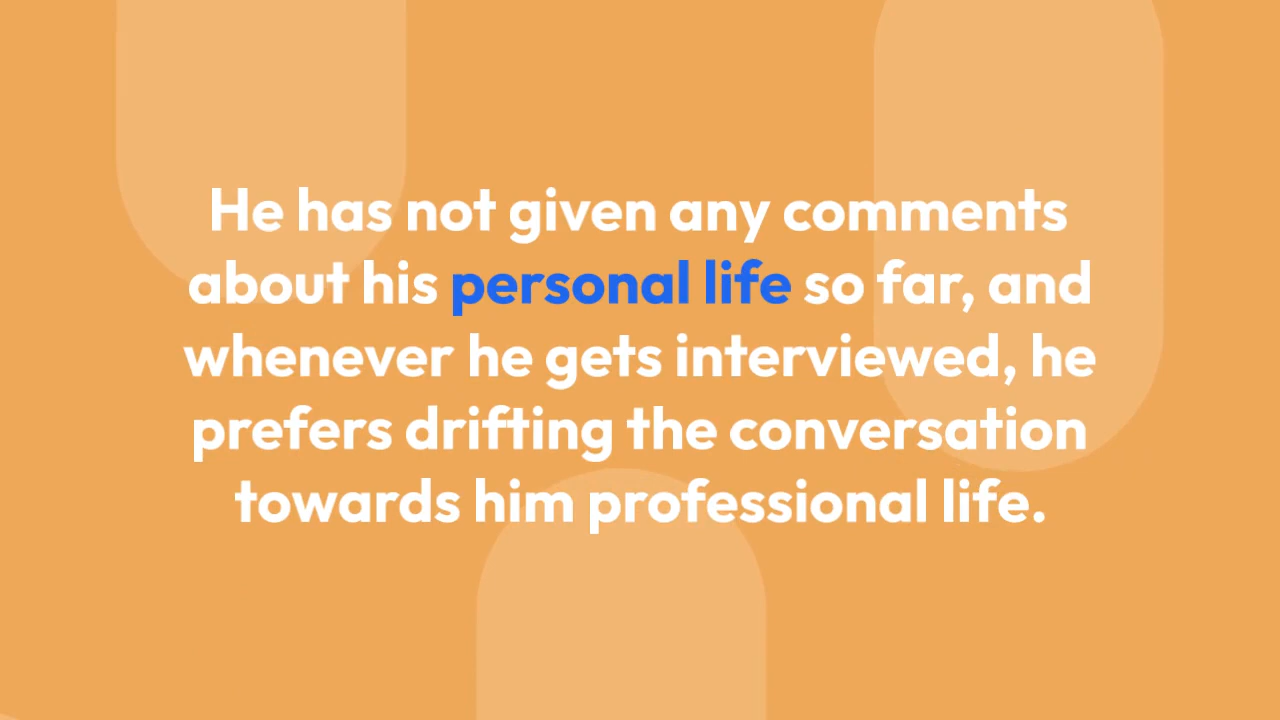 He has not given any comments
about his personal life so far, and
whenever he gets interviewed, he
prefers drifting the conversation
towards him professional life.